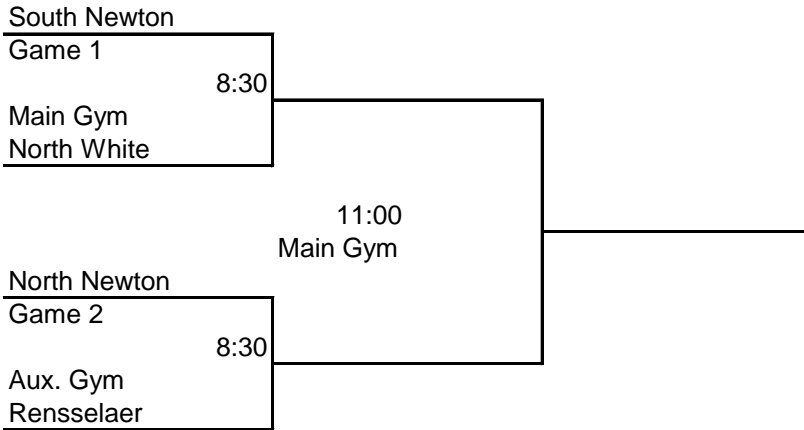 South Newton
Game 1
8:30
Main Gym
North White
11:00
Main Gym
North Newton
Game 2
8:30
Aux. Gym
Rensselaer